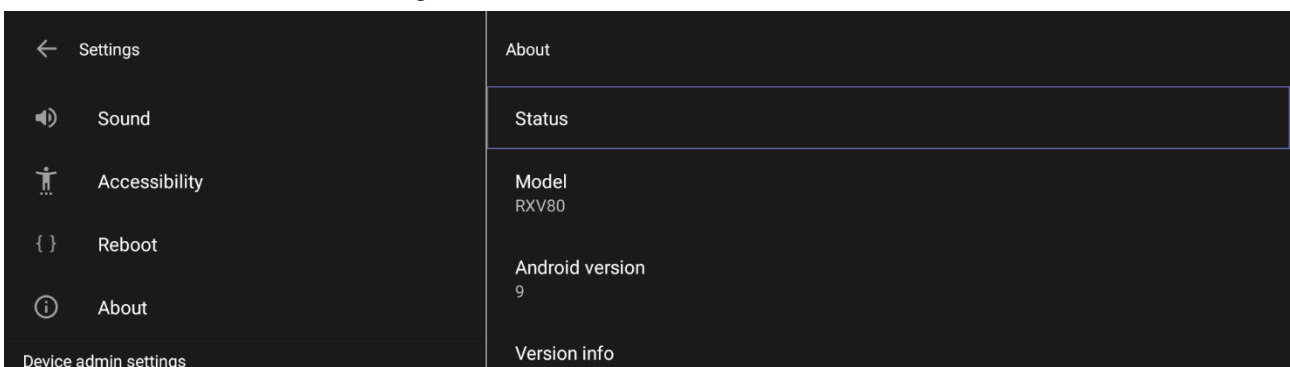 Settings
Sound
Accessibility
{ } Reboot
About
Device admin settings
About
Status
Model
RXV80
Android version
9
Version info